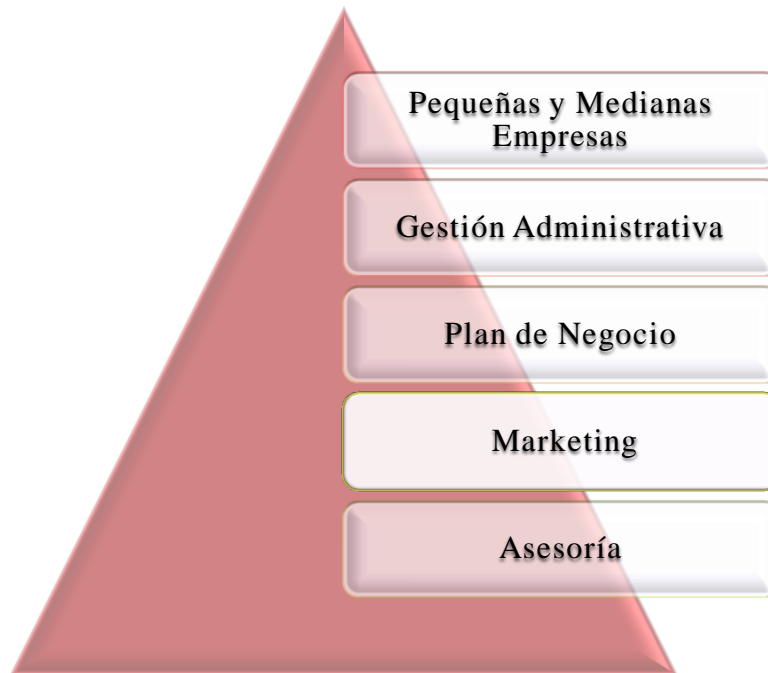 Pequeñas y Medianas
Empresas
Gestión Administrativa
Plan de Negocio
Marketing
Asesoría